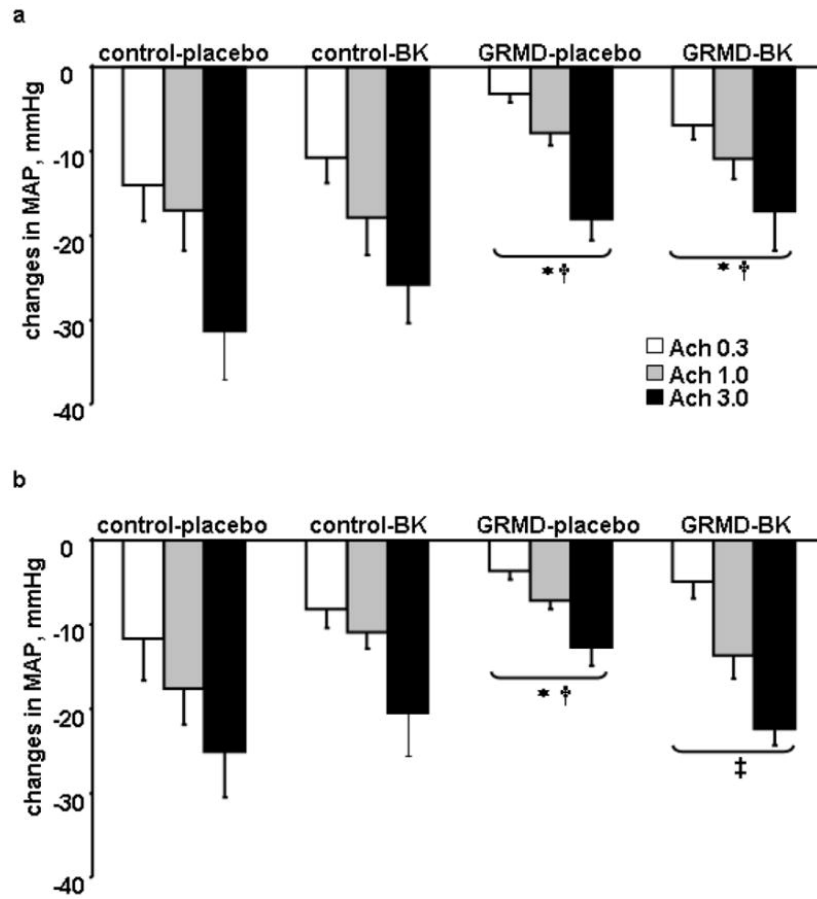 a
control-placebo control-BK GRMD-placebo GRMD-BK
changes in MAP, mmHg
0
-10
-20
-30
-40
* † * †
Ach 0.3
Ach 1.0
Ach 3.0
b
control-placebo control-BK GRMD-placebo GRMD-BK
changes in MAP, mmHg
0
-10
-20
-30
-40
* †
‡